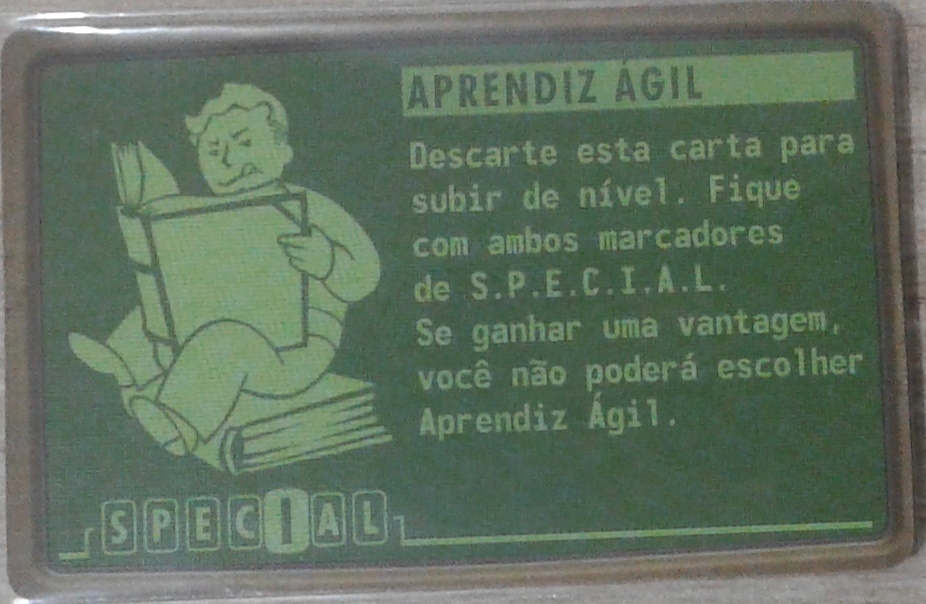 APRENDIZ ÁGIL
Descarte esta carta para
subir de nível. Fique
com ambos marcadores
de S.P.E.C.I.A.L.
Se ganhar uma vantagem,
você não poderá escolher
Aprendiz Ágil.
SPECIAL